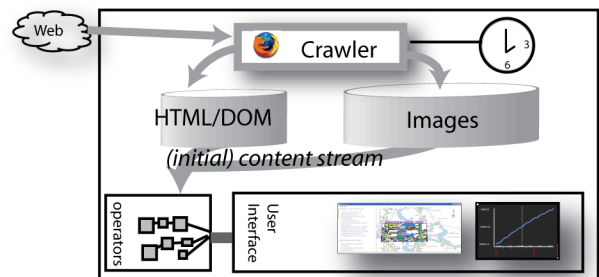 Web
Crawler
3
6
HTML/DOM
Images
(initial) content stream
operators
User
Interface